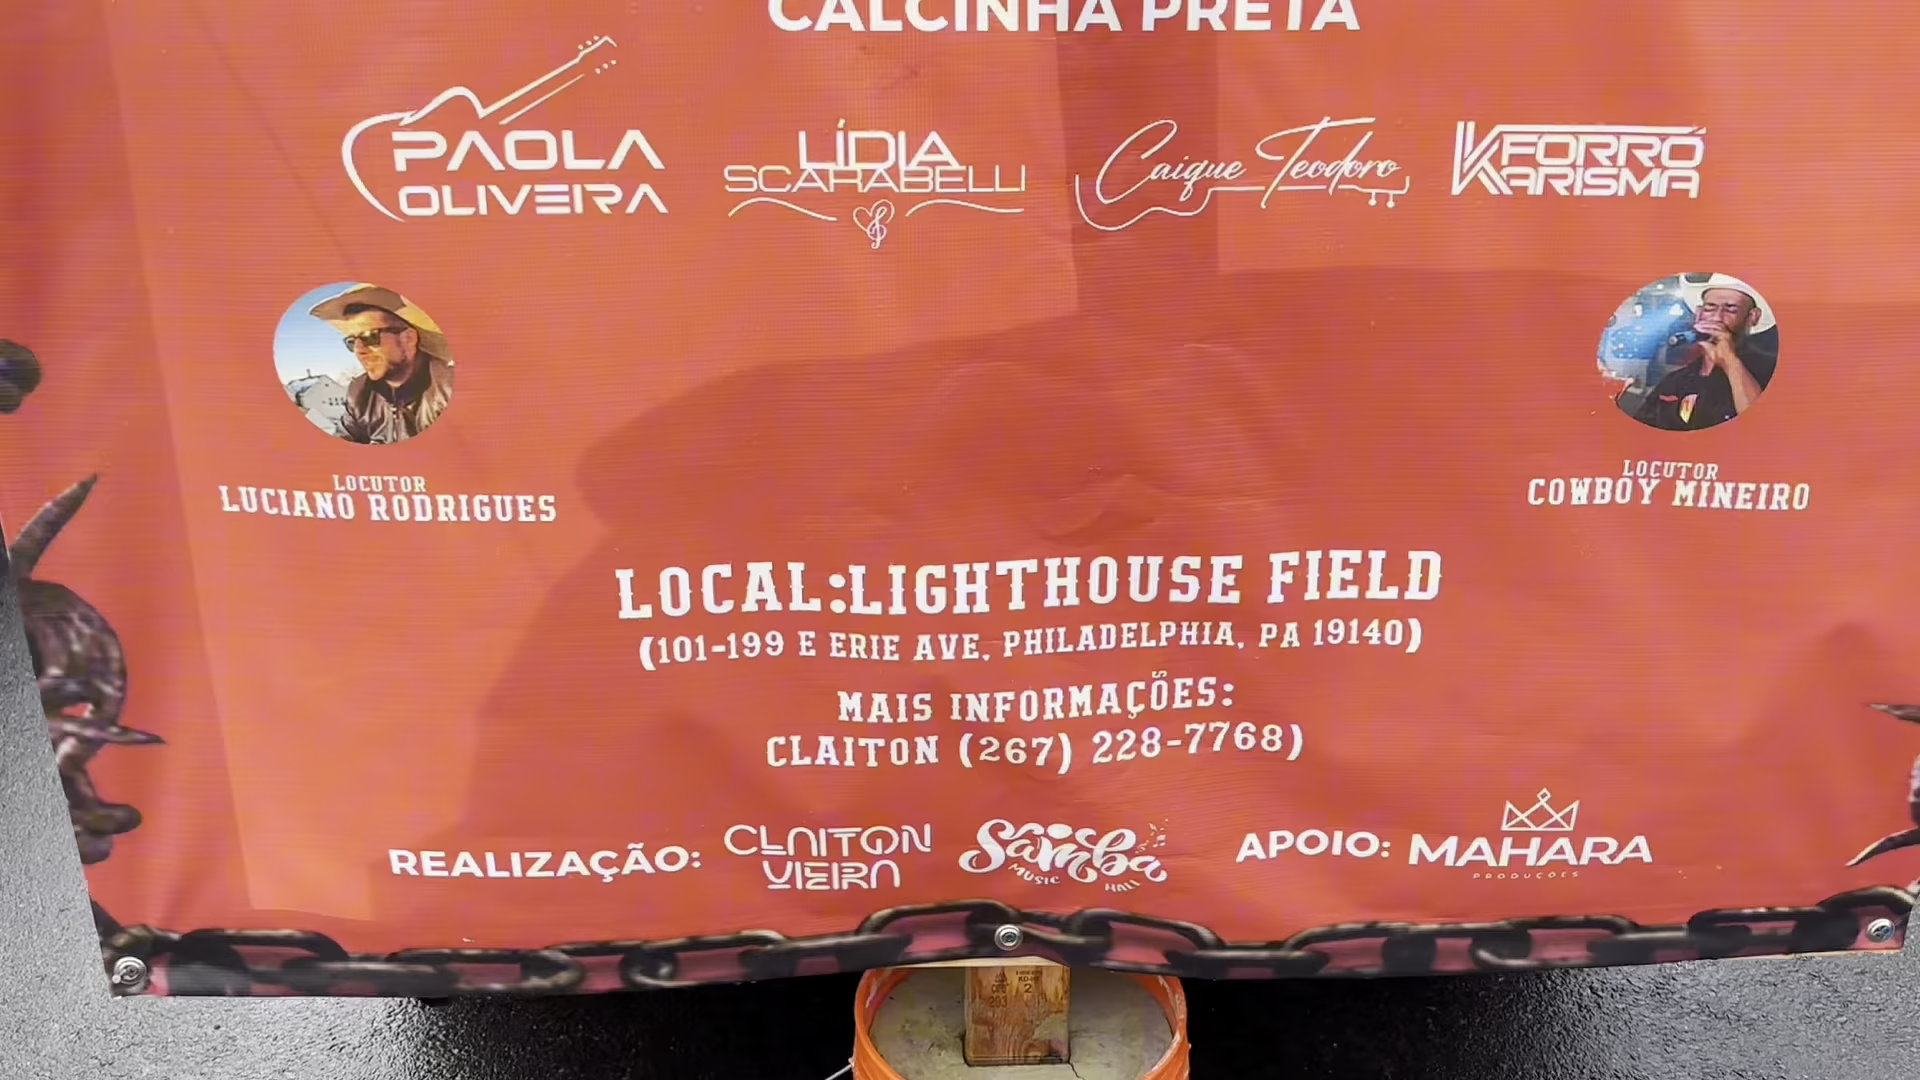 CALCINHA PRETA
PAOLA OLIVEIRA
LÍDIA SCARABELLI
Caique Teodoro
FORRÓ KARISMA
LOCUTOR
LUCIANO RODRIGUES
LOCUTOR
COWBOY MINEIRO
LOCAL:LIGHTHOUSE FIELD
(101-199 E ERIE AVE, PHILADELPHIA, PA 19140)
MAIS INFORMAÇÕES:
CLAITON (267) 228-7768)
REALIZAÇÃO: CLAITON VIEIRA Samba MUSIC HALL APOIO: MAHARA PRODUÇÕES
2